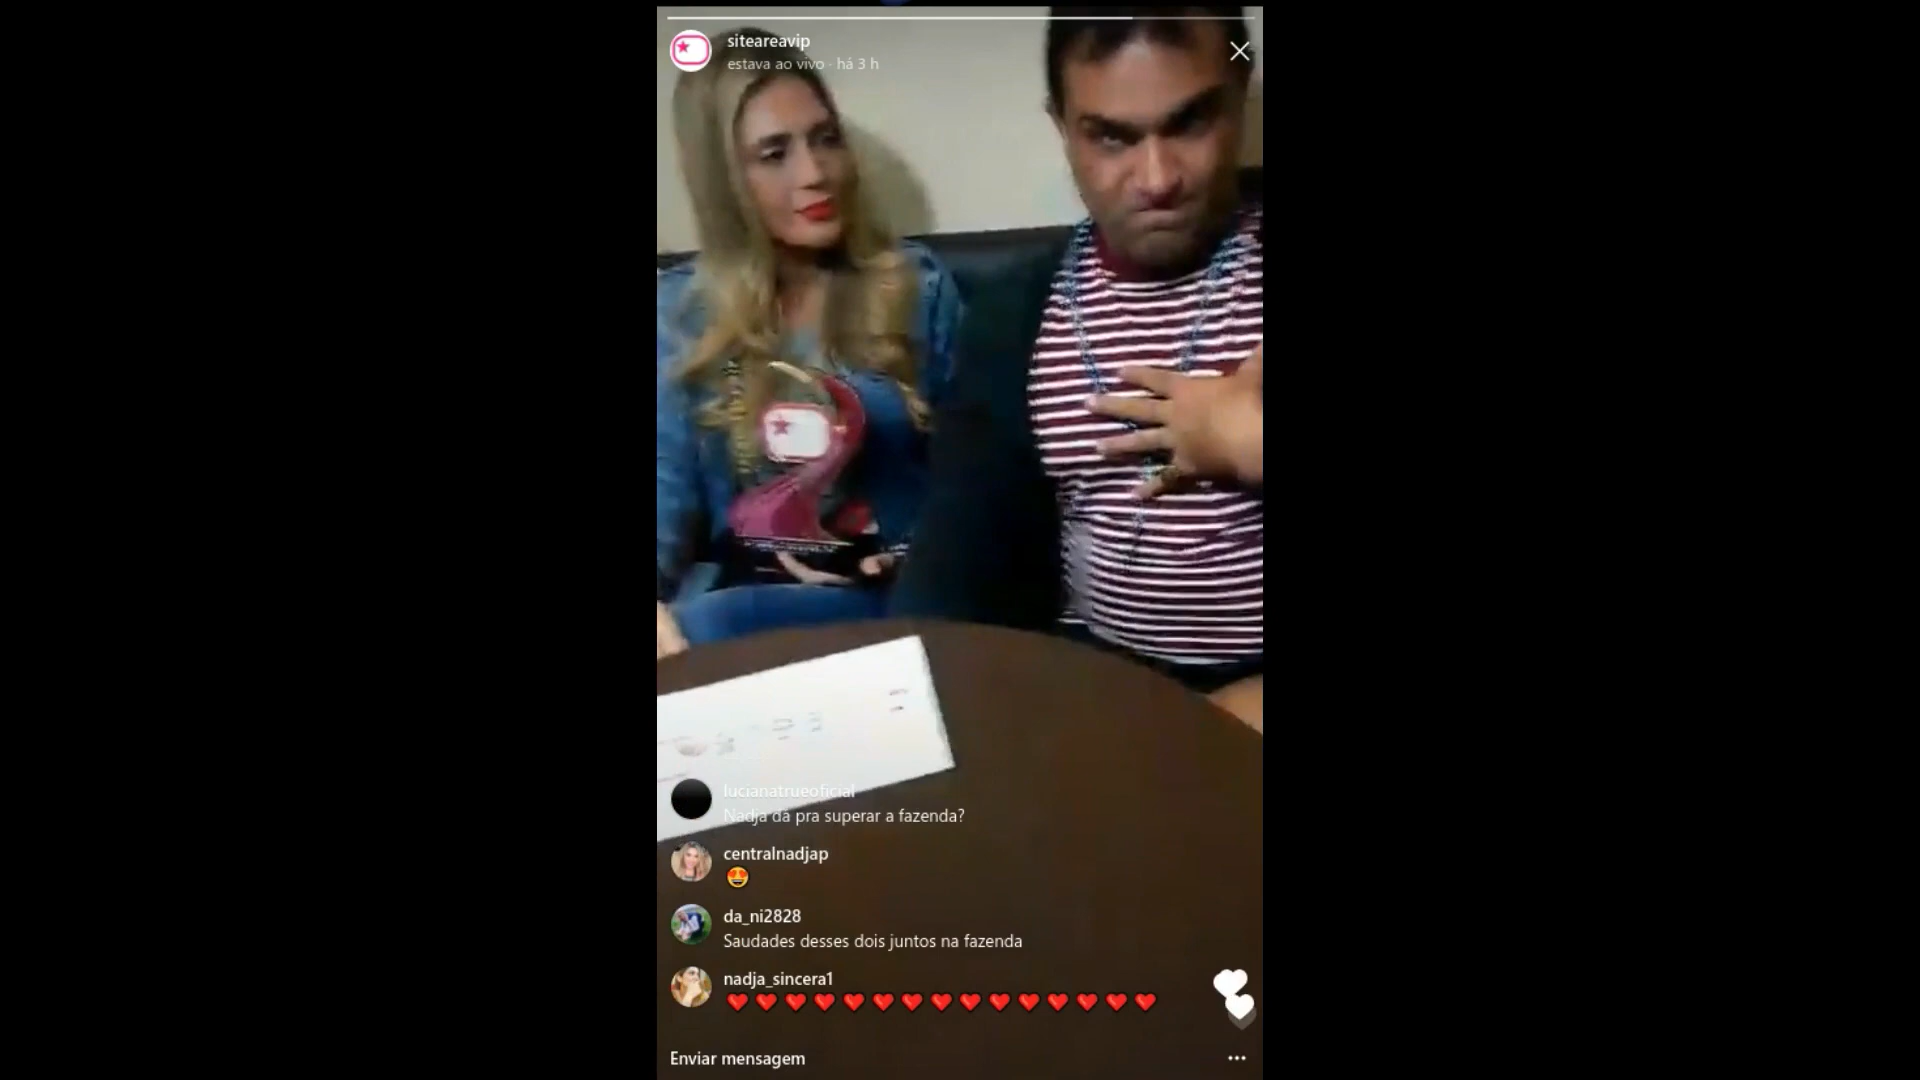 siteareavip
estava ao vivo · há 3 h
lucianatrueoficial
Nadja dá pra superar a fazenda?
centralnadjap
😍
da_ni2828
Saudades desses dois juntos na fazenda
nadja_sincera1
❤❤❤❤❤❤❤❤❤❤❤❤❤❤❤
Enviar mensagem